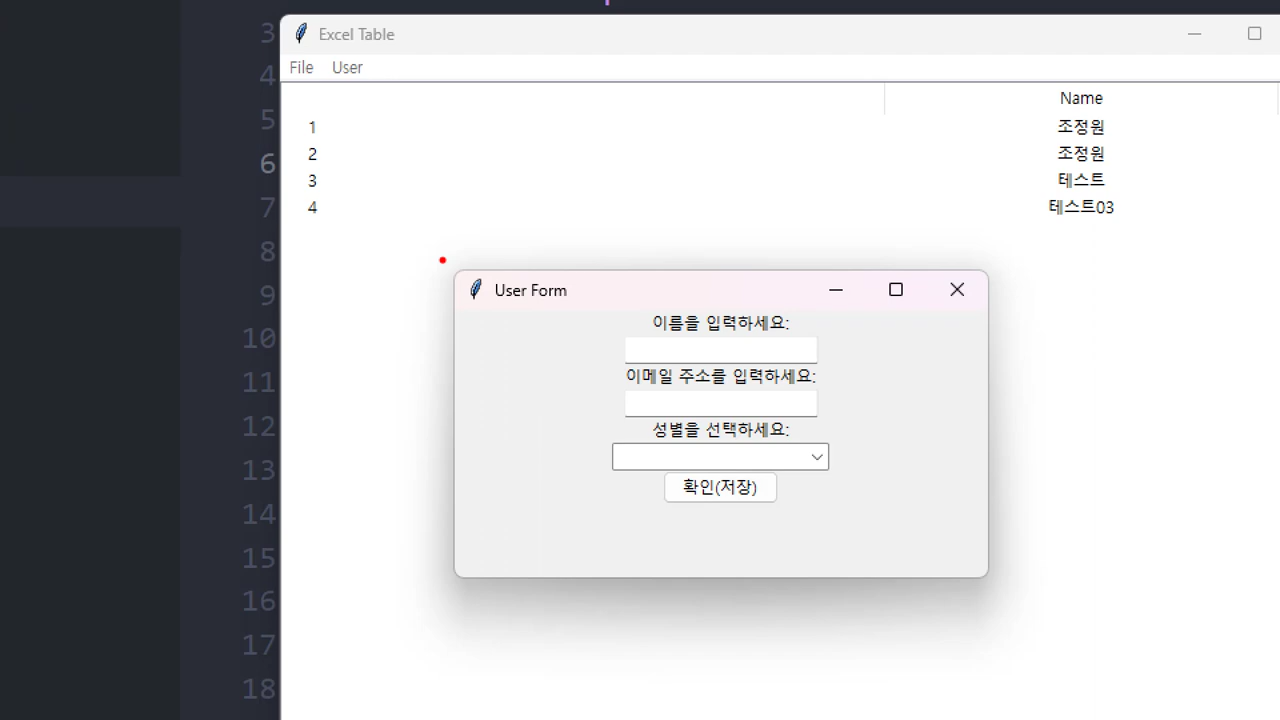 3
4
5
6
7
8
9
10
11
12
13
14
15
16
17
18
Excel Table
File User
Name
1 조정원
2 조정원
3 테스트
4 테스트03
User Form
이름을 입력하세요:
이메일 주소를 입력하세요:
성별을 선택하세요:
확인(저장)